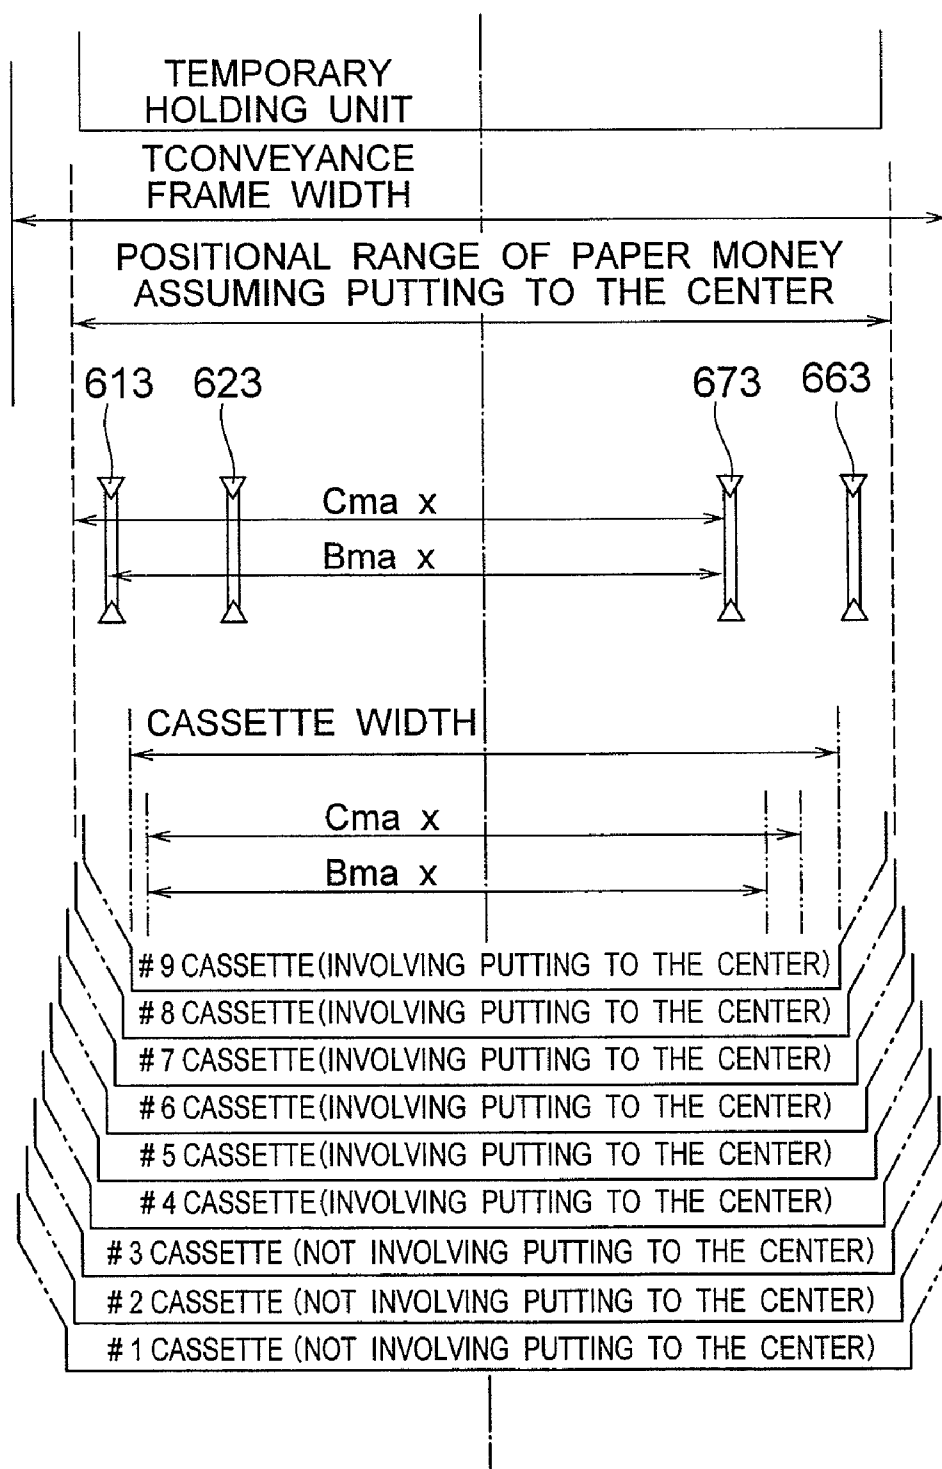 TEMPORARY
HOLDING UNIT
TCONVEYANCE
FRAME WIDTH
POSITIONAL RANGE OF PAPER MONEY
ASSUMING PUTTING TO THE CENTER
613 623 673 663
Cma x
Bma x
CASSETTE WIDTH
Cma x
Bma x
#9 CASSETTE(INVOLVING PUTTING TO THE CENTER)
#8 CASSETTE(INVOLVING PUTTING TO THE CENTER)
#7 CASSETTE(INVOLVING PUTTING TO THE CENTER)
#6 CASSETTE(INVOLVING PUTTING TO THE CENTER)
#5 CASSETTE(INVOLVING PUTTING TO THE CENTER)
#4 CASSETTE(INVOLVING PUTTING TO THE CENTER)
#3 CASSETTE (NOT INVOLVING PUTTING TO THE CENTER)
#2 CASSETTE (NOT INVOLVING PUTTING TO THE CENTER)
#1 CASSETTE (NOT INVOLVING PUTTING TO THE CENTER)